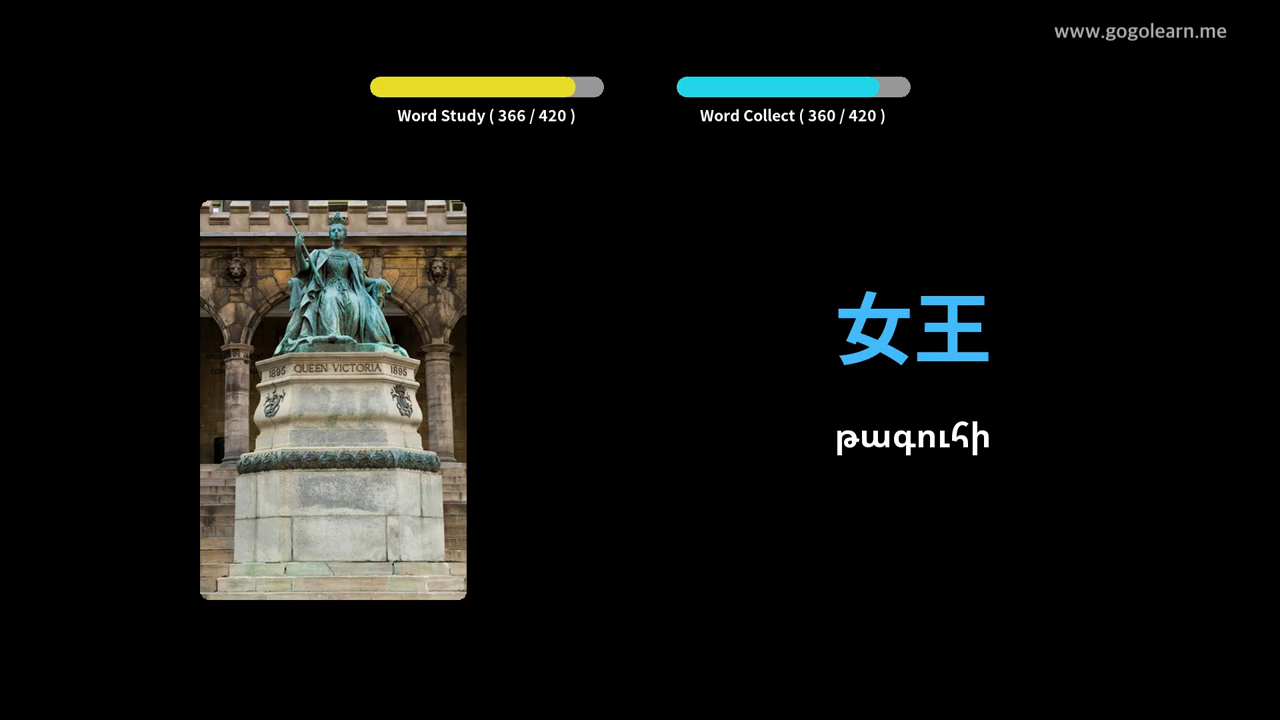 www.gogolearn.me
Word Study ( 366 / 420 )
Word Collect ( 360 / 420 )
1895 QUEEN VICTORIA 1895
女王
թագուհի